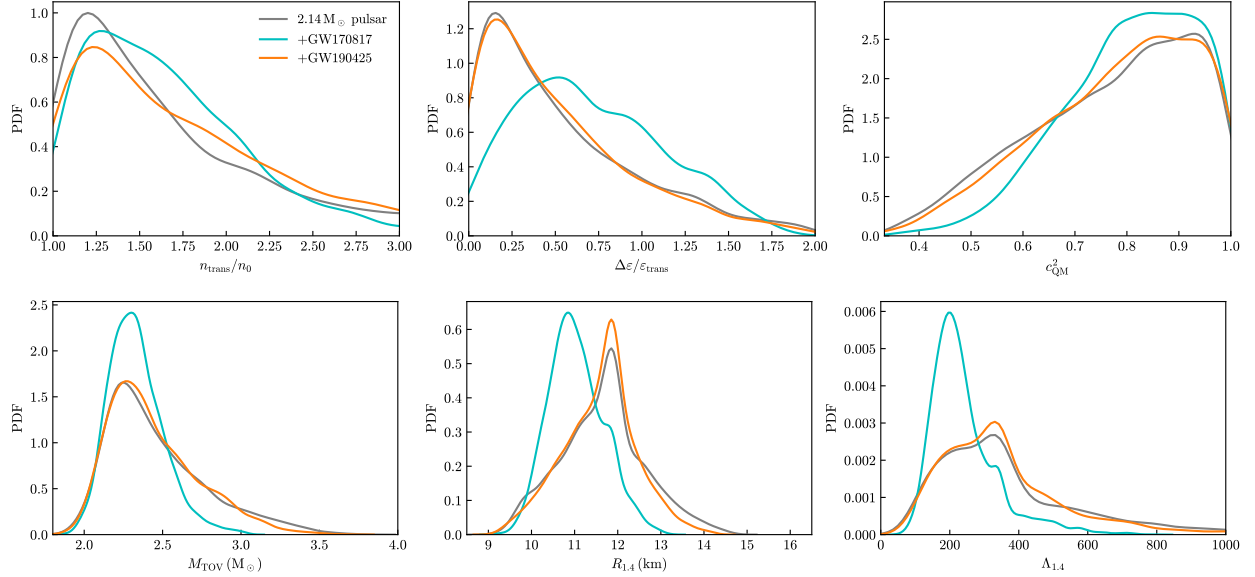 2.14 M⊙ pulsar
+GW170817
+GW190425
PDF
1.0
0.8
0.6
0.4
0.2
0.0
1.00 1.25 1.50 1.75 2.00 2.25 2.50 2.75 3.00
n_trans/n_0
PDF
1.2
1.0
0.8
0.6
0.4
0.2
0.0
0.00 0.25 0.50 0.75 1.00 1.25 1.50 1.75 2.00
Δε/ε_trans
PDF
2.5
2.0
1.5
1.0
0.5
0.0
0.4 0.5 0.6 0.7 0.8 0.9 1.0
c²_QM
PDF
2.5
2.0
1.5
1.0
0.5
0.0
2.0 2.5 3.0 3.5 4.0
M_TOV (M⊙)
PDF
0.6
0.5
0.4
0.3
0.2
0.1
0.0
9 10 11 12 13 14 15 16
R_1.4 (km)
PDF
0.006
0.005
0.004
0.003
0.002
0.001
0.000
0 200 400 600 800 1000
Λ_1.4